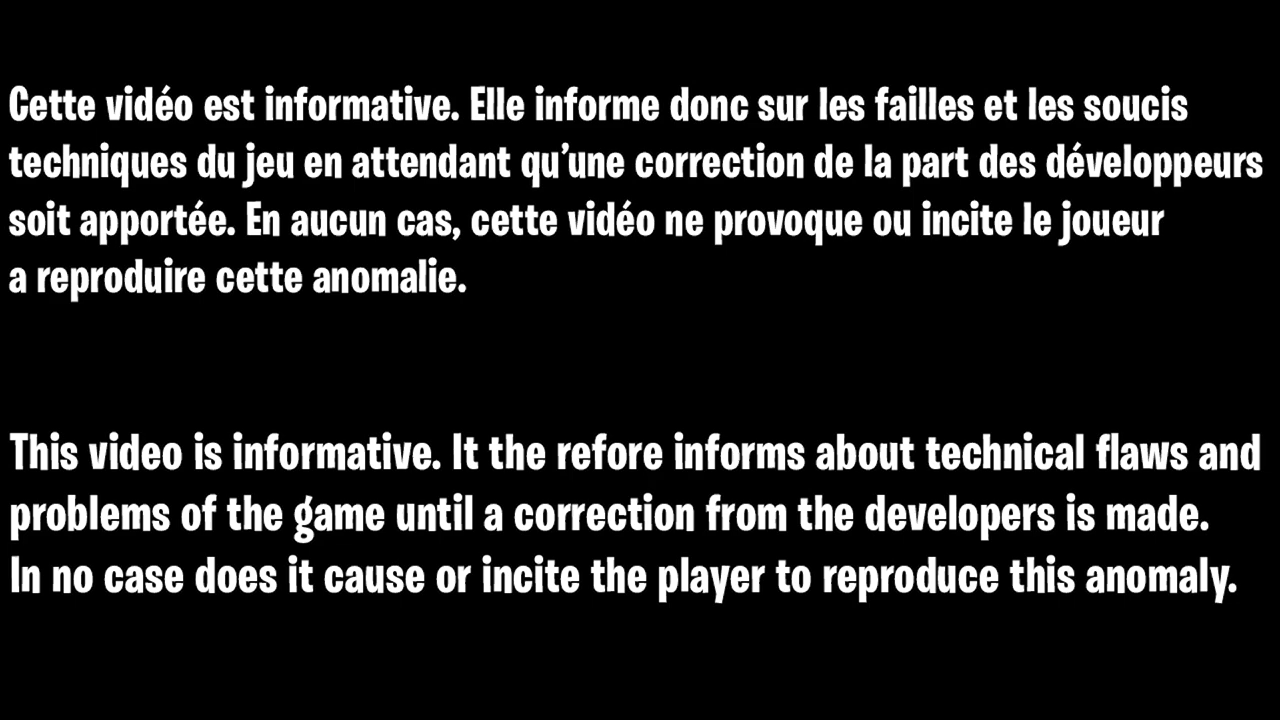 Cette vidéo est informative. Elle informe donc sur les failles et les soucis
techniques du jeu en attendant qu’une correction de la part des développeurs
soit apportée. En aucun cas, cette vidéo ne provoque ou incite le joueur
a reproduire cette anomalie.
This video is informative. It the refore informs about technical flaws and
problems of the game until a correction from the developers is made.
In no case does it cause or incite the player to reproduce this anomaly.